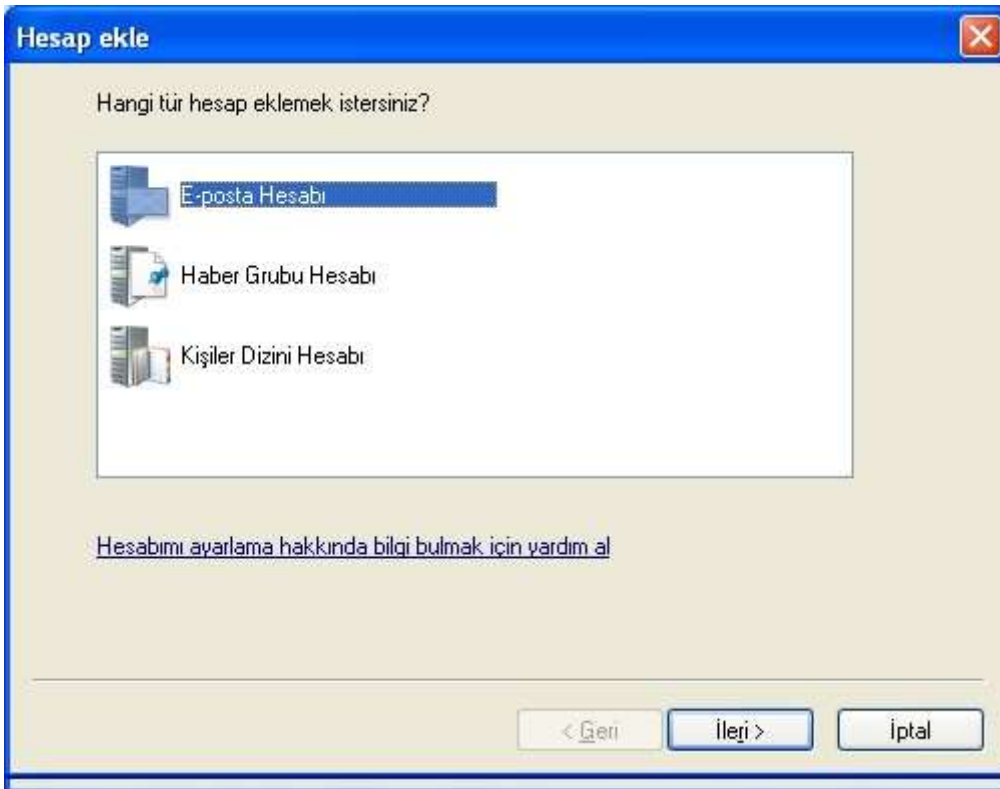 Hesap ekle
Hangi tür hesap eklemek istersiniz?
E-posta Hesabı
Haber Grubu Hesabı
Kişiler Dizini Hesabı
Hesabımı ayarlama hakkında bilgi bulmak için yardım al
< Geri İleri > İptal